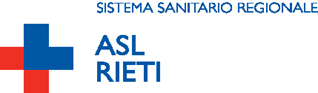 SISTEMA SANITARIO REGIONALE
ASL
RIETI